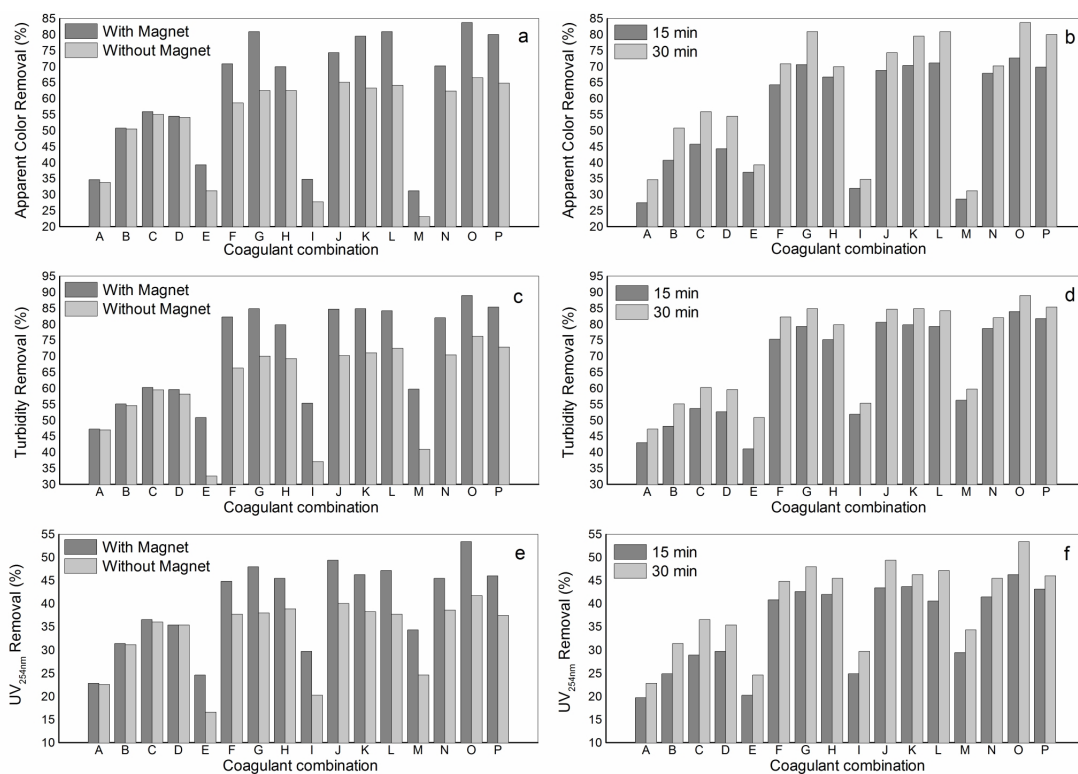 a
With Magnet
Without Magnet
Apparent Color Removal (%)
85
80
75
70
65
60
55
50
45
40
35
30
25
20
A B C D E F G H I J K L M N O P
Coagulant combination
b
15 min
30 min
Apparent Color Removal (%)
85
80
75
70
65
60
55
50
45
40
35
30
25
20
A B C D E F G H I J K L M N O P
Coagulant combination
c
With Magnet
Without Magnet
Turbidity Removal (%)
95
90
85
80
75
70
65
60
55
50
45
40
35
30
A B C D E F G H I J K L M N O P
Coagulant combination
d
15 min
30 min
Turbidity Removal (%)
95
90
85
80
75
70
65
60
55
50
45
40
35
30
A B C D E F G H I J K L M N O P
Coagulant combination
e
With Magnet
Without Magnet
UV254nm Removal (%)
55
50
45
40
35
30
25
20
15
10
A B C D E F G H I J K L M N O P
Coagulant combination
f
15 min
30 min
UV254nm Removal (%)
55
50
45
40
35
30
25
20
15
10
A B C D E F G H I J K L M N O P
Coagulant combination